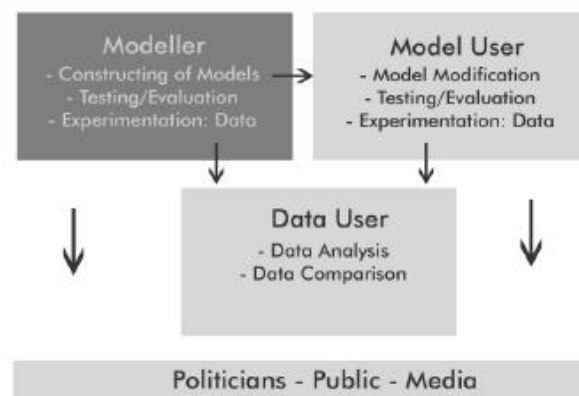 Modeller
- Constructing of Models
- Testing/Evaluation
- Experimentation: Data
Model User
- Model Modification
- Testing/Evaluation
- Experimentation: Data
Data User
- Data Analysis
- Data Comparison
Politicians - Public - Media